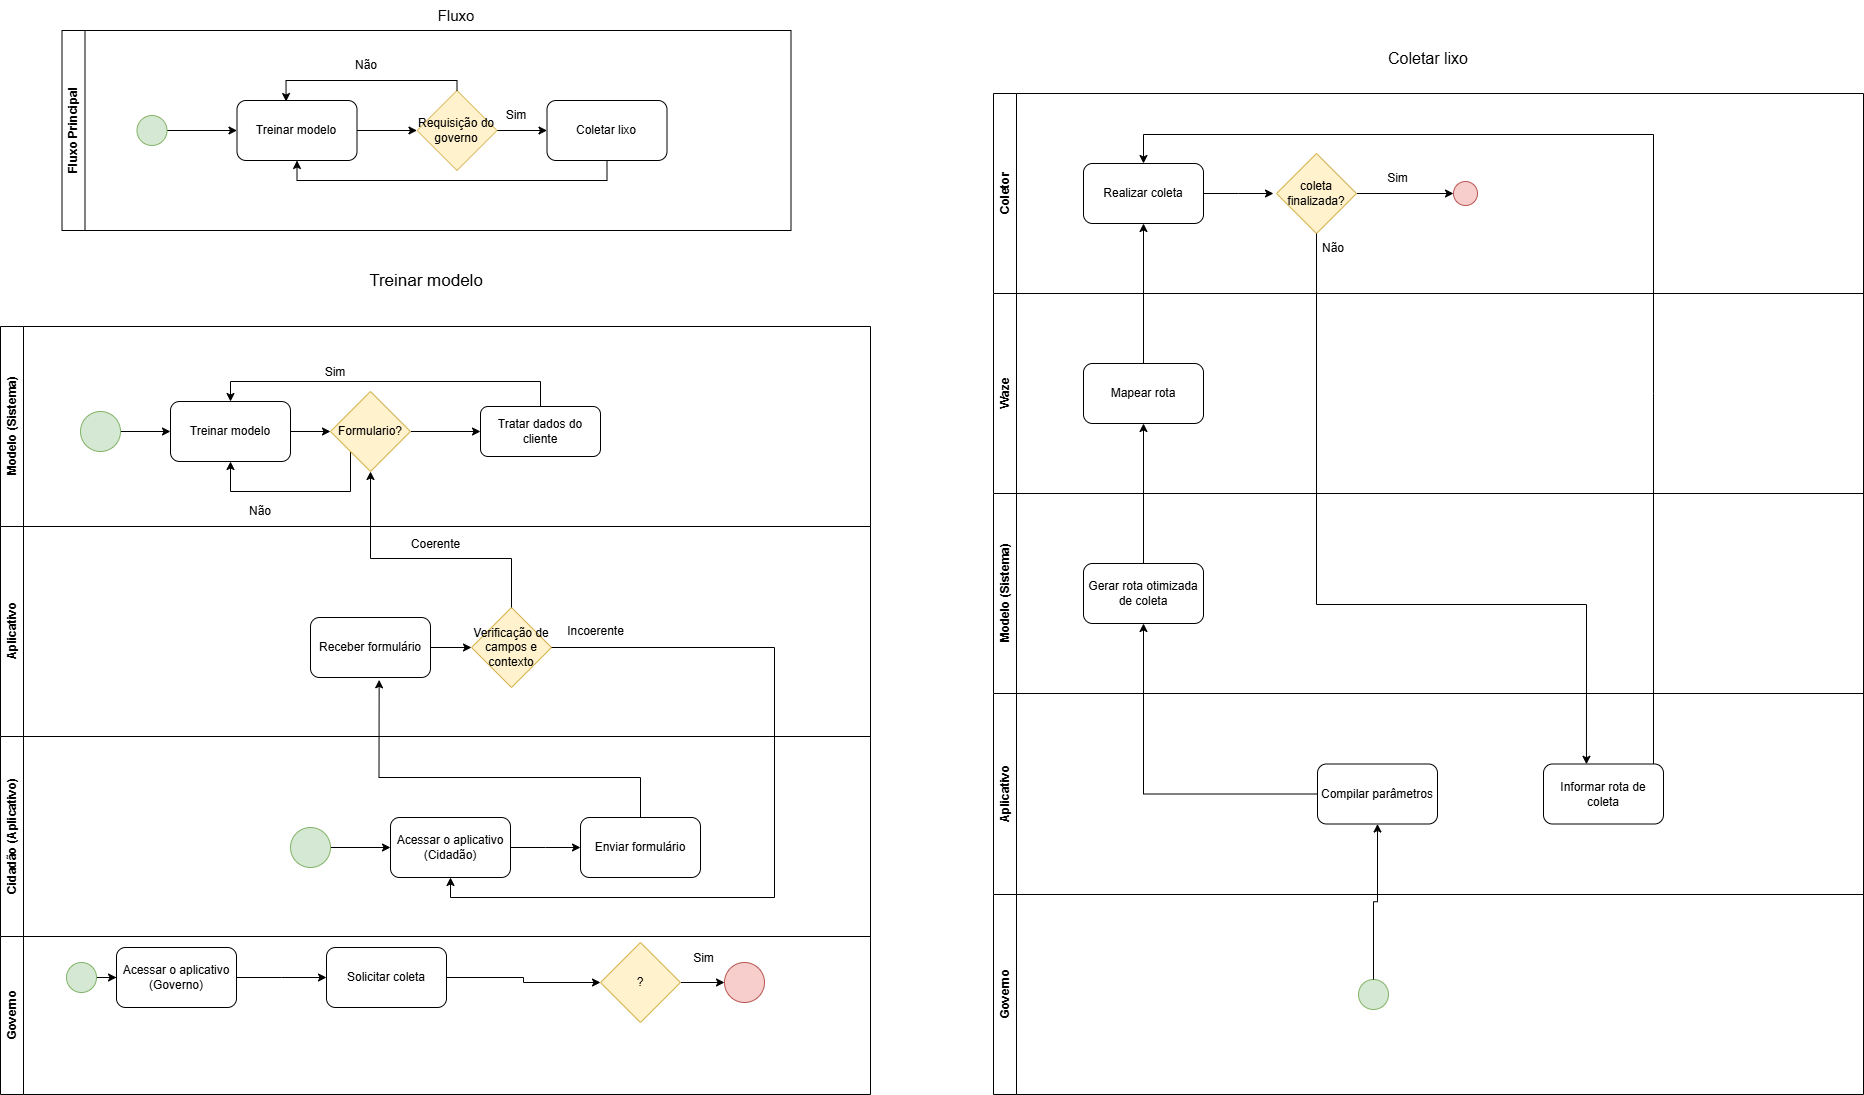 Fluxo
Fluxo Principal
Não
Treinar modelo
Requisição do
governo
Sim
Coletar lixo
Treinar modelo
Modelo (Sistema)
Sim
Treinar modelo
Formulario?
Tratar dados do
cliente
Não
Aplicativo
Coerente
Receber formulário
Verificação de
campos e
contexto
Incoerente
Cidadão (Aplicativo)
Acessar o aplicativo
(Cidadão)
Enviar formulário
Governo
Acessar o aplicativo
(Governo)
Solicitar coleta
?
Sim
Coletar lixo
Coletor
Realizar coleta
coleta
finalizada?
Sim
Não
Waze
Mapear rota
Modelo (Sistema)
Gerar rota otimizada
de coleta
Aplicativo
Compilar parâmetros
Informar rota de
coleta
Governo